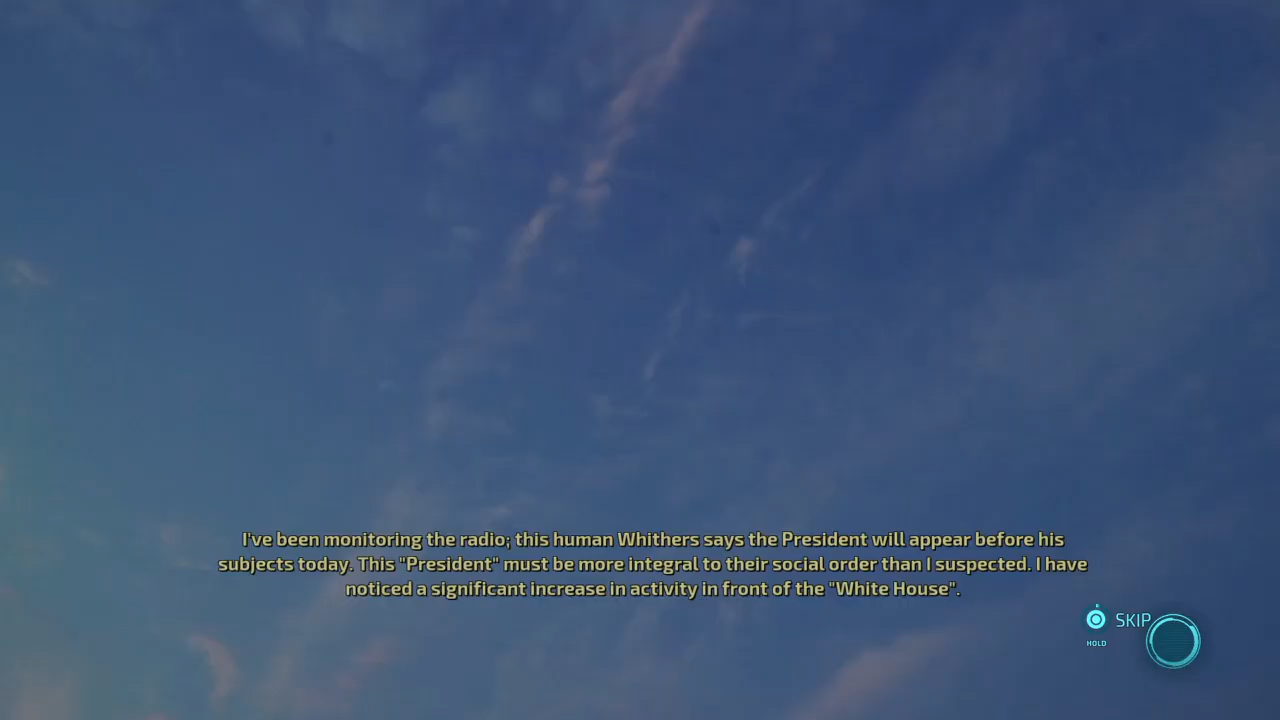 I've been monitoring the radio; this human Whithers says the President will appear before his
subjects today. This "President" must be more integral to their social order than I suspected. I have
noticed a significant increase in activity in front of the "White House".
SKIP
HOLD